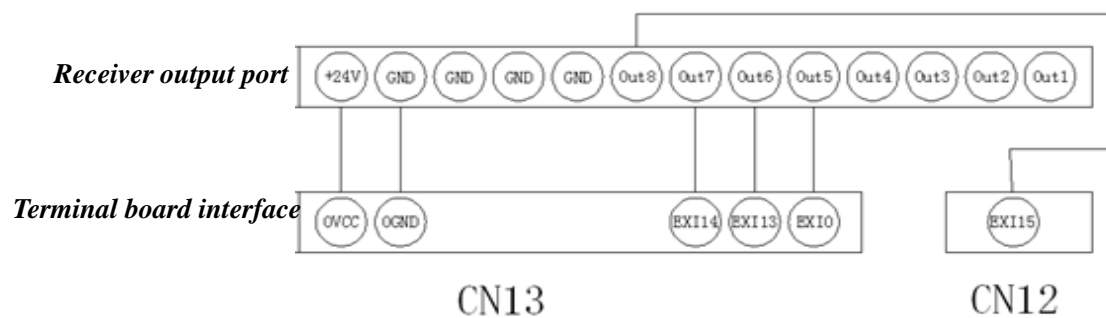 Receiver output port +24V GND GND GND GND Out8 Out7 Out6 Out5 Out4 Out3 Out2 Out1
Terminal board interface OVCC OGND EXI14 EXI13 EXI0 EXI15
CN13 CN12